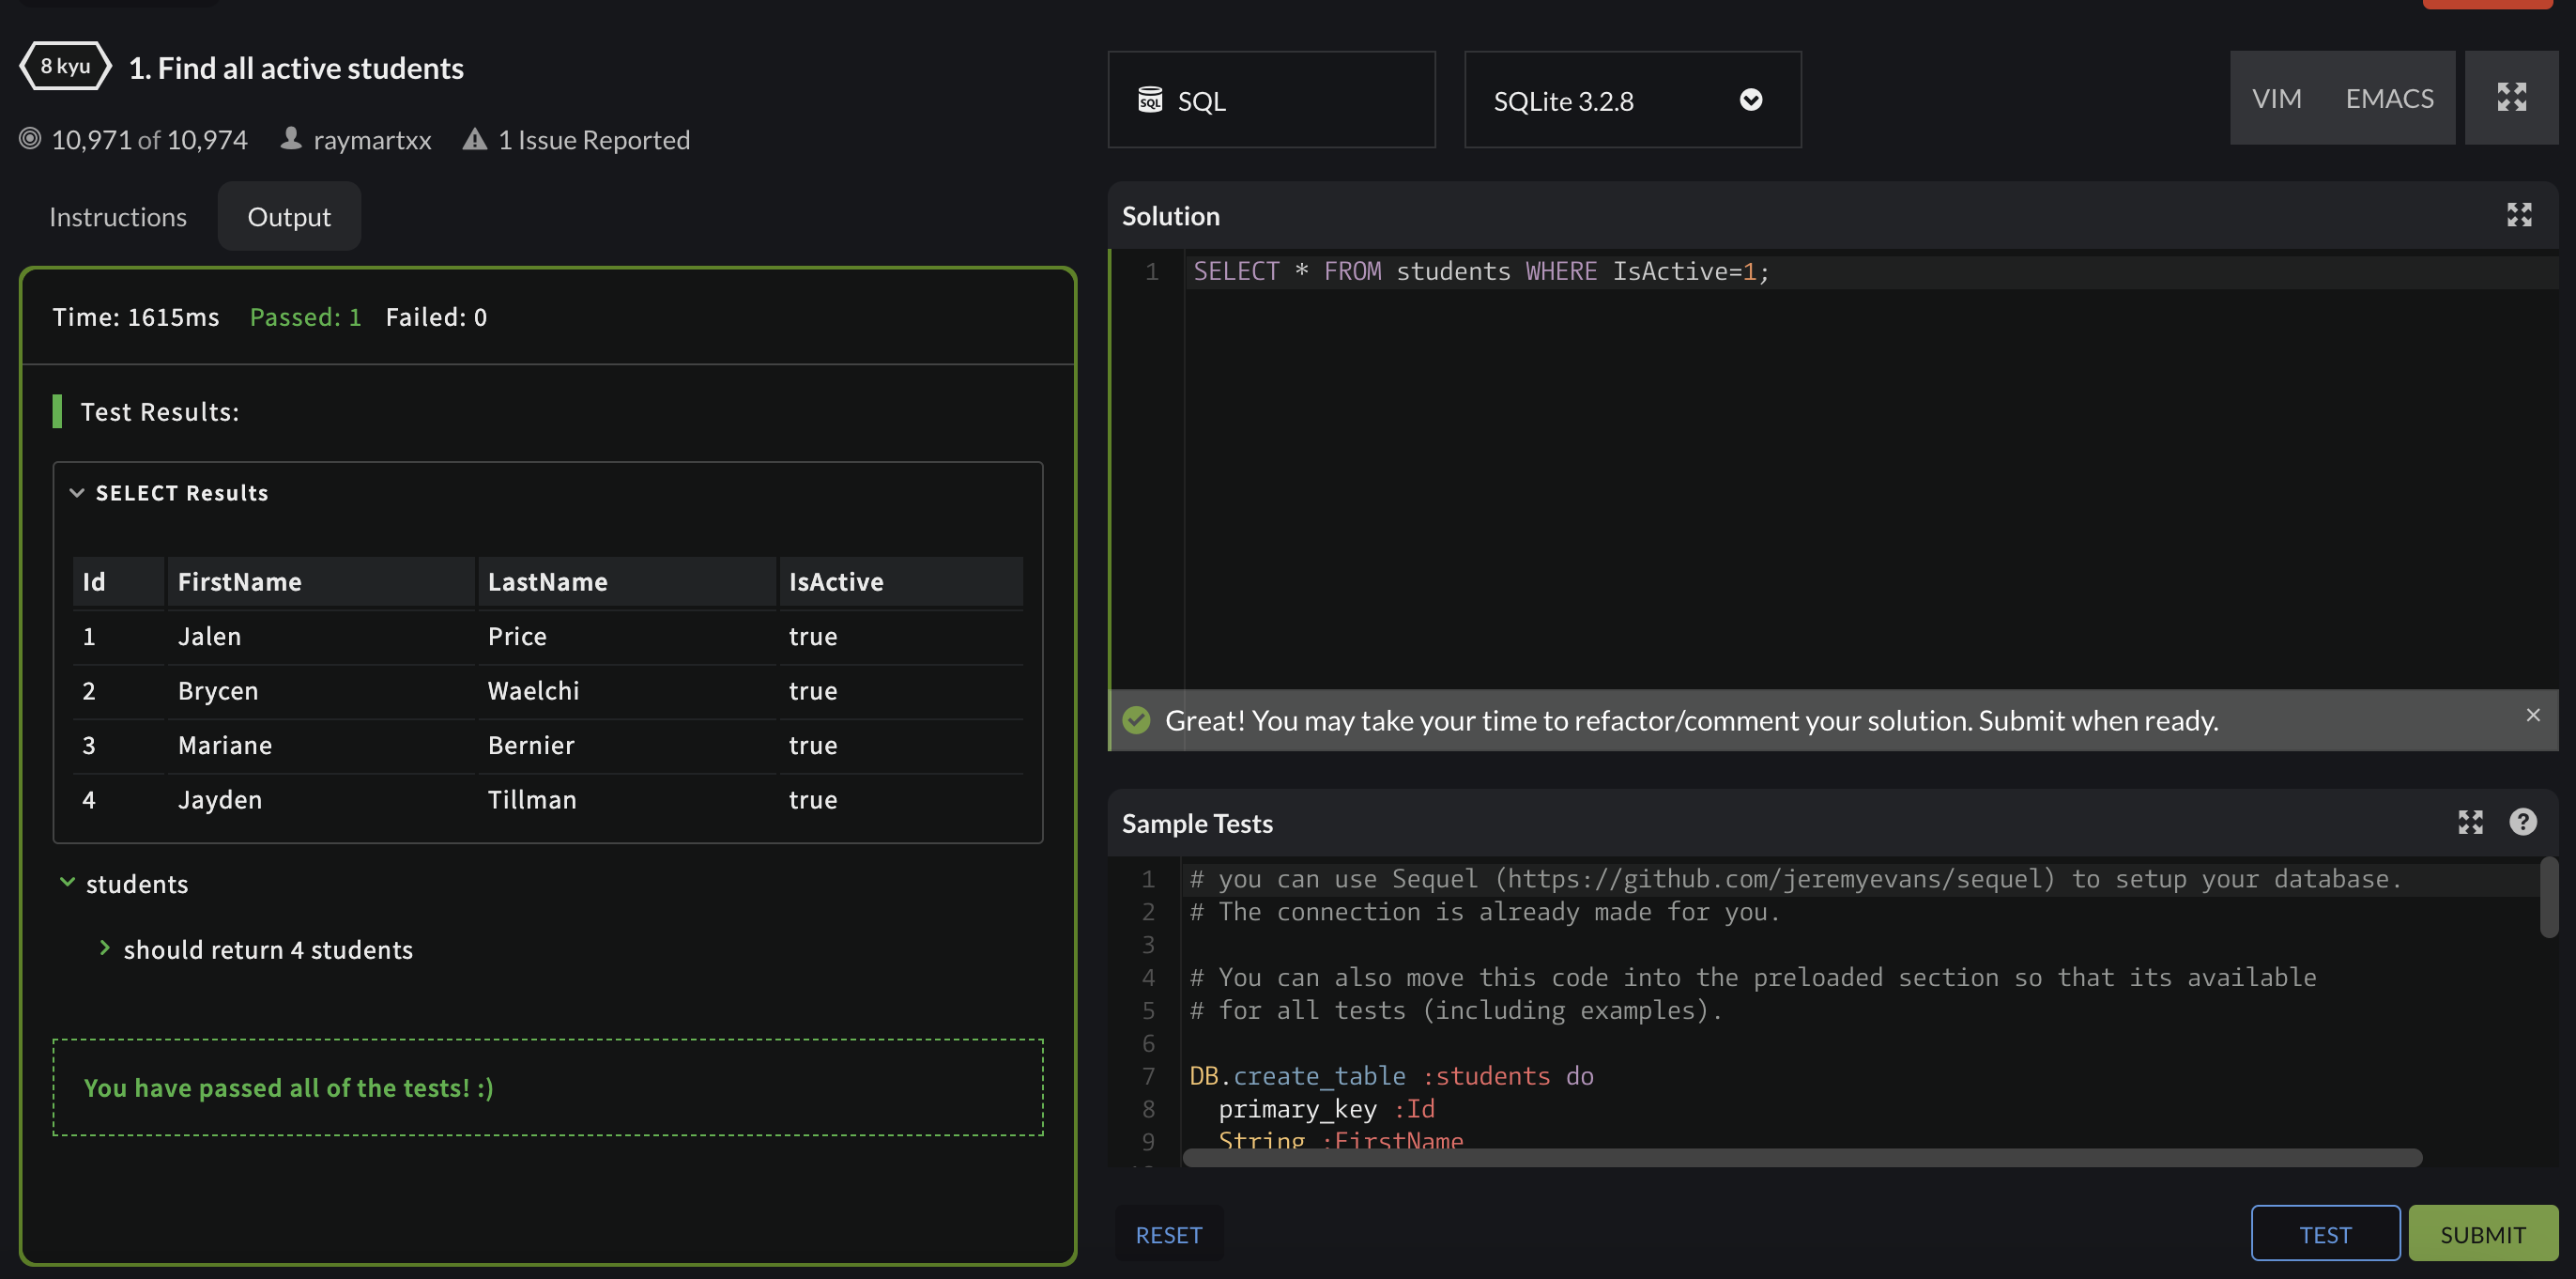 8 kyu
1. Find all active students
10,971 of 10,974 raymartxx 1 Issue Reported
Instructions Output
Time: 1615ms Passed: 1 Failed: 0
Test Results:
SELECT Results
Id FirstName LastName IsActive
1 Jalen Price true
2 Brycen Waelchi true
3 Mariane Bernier true
4 Jayden Tillman true
students
should return 4 students
You have passed all of the tests! :)
SQL
SQL
SQLite 3.2.8
VIM EMACS
Solution
1 SELECT * FROM students WHERE IsActive=1;
Great! You may take your time to refactor/comment your solution. Submit when ready.
Sample Tests
1 # you can use Sequel (https://github.com/jeremyevans/sequel) to setup your database.
2 # The connection is already made for you.
3
4 # You can also move this code into the preloaded section so that its available
5 # for all tests (including examples).
6
7 DB.create_table :students do
8 primary_key :Id
9 String :FirstName
RESET
TEST SUBMIT